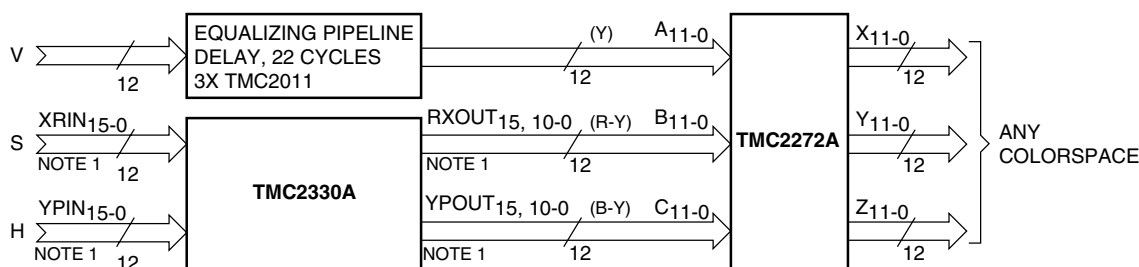 V
12
EQUALIZING PIPELINE
DELAY, 22 CYCLES
3X TMC2011
(Y)
12
A11-0
X11-0
12
S
XRIN15-0
NOTE 1
12
RXOUT15, 10-0
(R-Y)
NOTE 1
12
B11-0
TMC2272A
Y11-0
12
ANY
COLORSPACE
TMC2330A
H
YPIN15-0
NOTE 1
12
YPOUT15, 10-0
(B-Y)
NOTE 1
12
C11-0
Z11-0
12